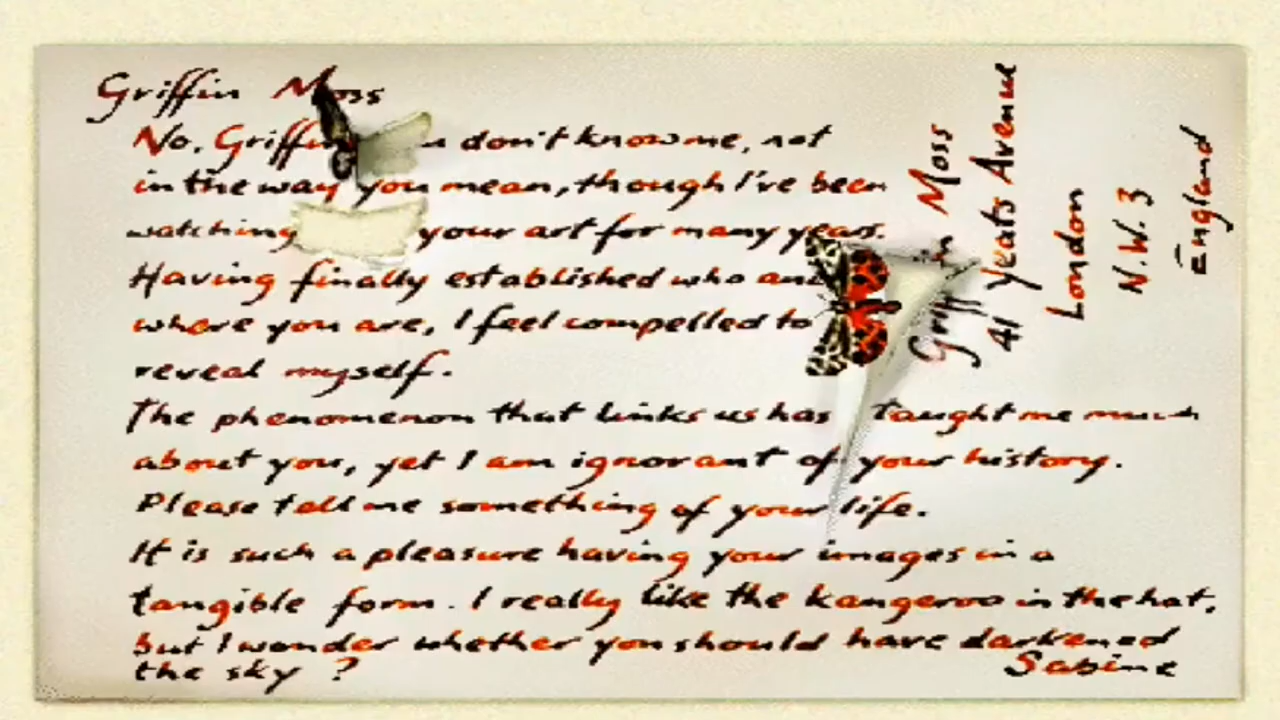 Griffin Moss
No, Griffin don't know me, not
in the way you mean, though I've been
watching your art for many years.
Having finally established who and
where you are, I feel compelled to
reveal myself.
The phenomenon that links us has taught me much
about you, yet I am ignorant of your history.
Please tell me something of your life.
It is such a pleasure having your images in a
tangible form. I really like the kangeroo in the hat,
but I wonder whether you should have darkened
the sky?
Sabine
Griffin Moss
41 Yeats Avenue
London
N.W. 3
England